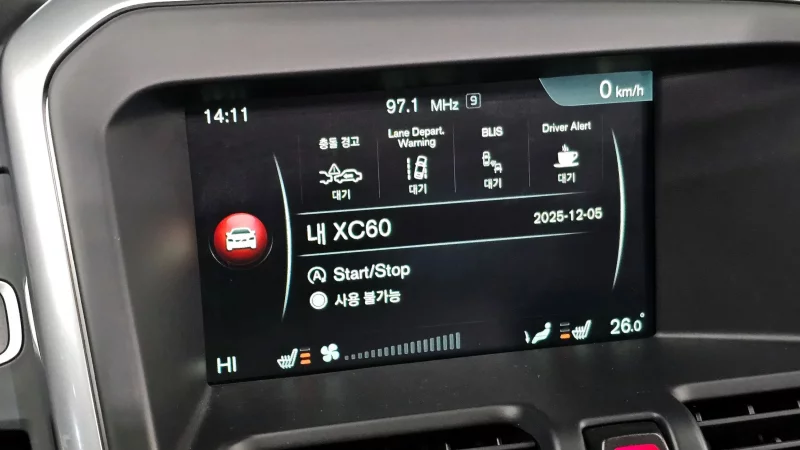 14:11
97.1 MHz 9
0 km/h
충돌 경고
대기
Lane Depart.
Warning
대기
BLIS
대기
Driver Alert
대기
내 XC60
2025-12-05
Start/Stop
사용 불가능
HI
26.0°